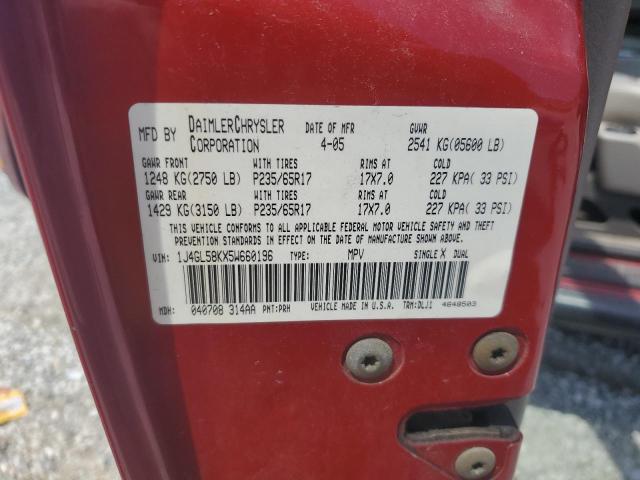 MFD BY DAIMLERCHRYSLER CORPORATION DATE OF MFR 4-05 GVWR 2541 KG(05600 LB)
GAWR FRONT WITH TIRES RIMS AT COLD
1248 KG(2750 LB) P235/65R17 17X7.0 227 KPA( 33 PSI)
GAWR REAR WITH TIRES RIMS AT COLD
1429 KG(3150 LB) P235/65R17 17X7.0 227 KPA( 33 PSI)
THIS VEHICLE CONFORMS TO ALL APPLICABLE FEDERAL MOTOR VEHICLE SAFETY AND THEFT
PREVENTION STANDARDS IN EFFECT ON THE DATE OF MANUFACTURE SHOWN ABOVE.
VIN: 1J4GL58KX5W660196 TYPE: MPV SINGLE X DUAL
MDH: 040708 314AA PNT:PRH VEHICLE MADE IN U.S.A. TRM:DLJ1 4648503